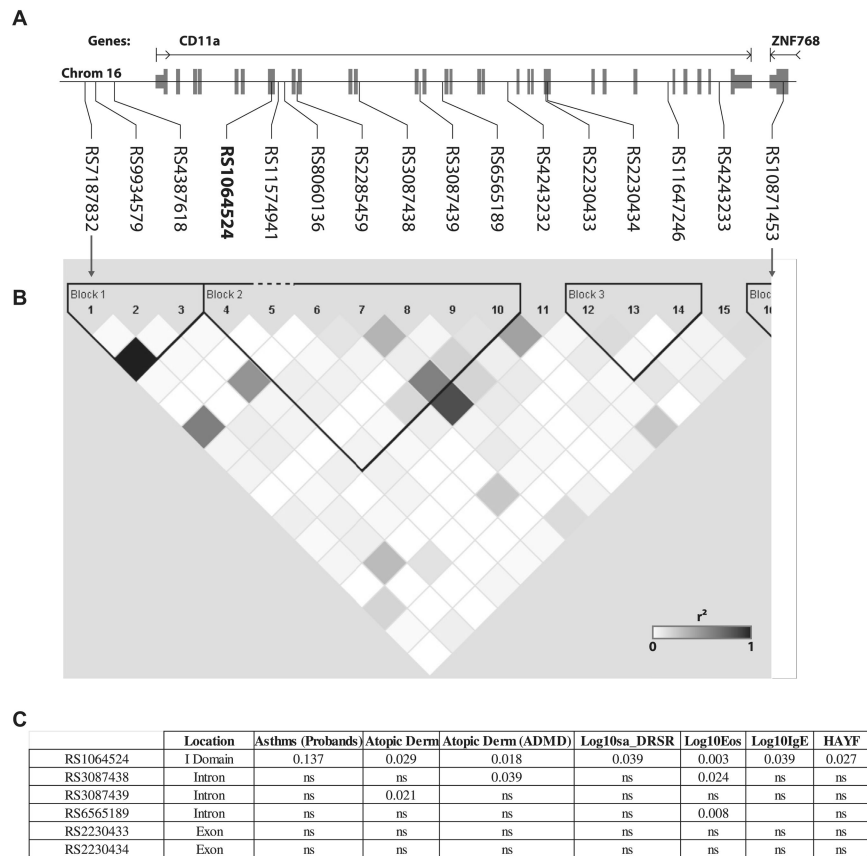 A
Genes: CD11a ZNF768
Chrom 16
RS7187832
RS9934579
RS4387618
RS1064524
RS11574941
RS8060136
RS2285459
RS3087438
RS3087439
RS6565189
RS4243232
RS2230433
RS2230434
RS11647246
RS4243233
RS10871453
B
Block 1 Block 2 Block 3 Bloc
1 2 3 4 5 6 7 8 9 10 11 12 13 14 15 16
r²
0 1
C
Location Asthms (Probands) Atopic Derm Atopic Derm (ADMD) Log10sa_DRSR Log10Eos Log10IgE HAYF
RS1064524 I Domain 0.137 0.029 0.018 0.039 0.003 0.039 0.027
RS3087438 Intron ns ns 0.039 ns 0.024 ns ns
RS3087439 Intron ns 0.021 ns ns ns ns ns
RS6565189 Intron ns ns ns ns 0.008 ns
RS2230433 Exon ns ns ns ns ns ns ns
RS2230434 Exon ns ns ns ns ns ns ns